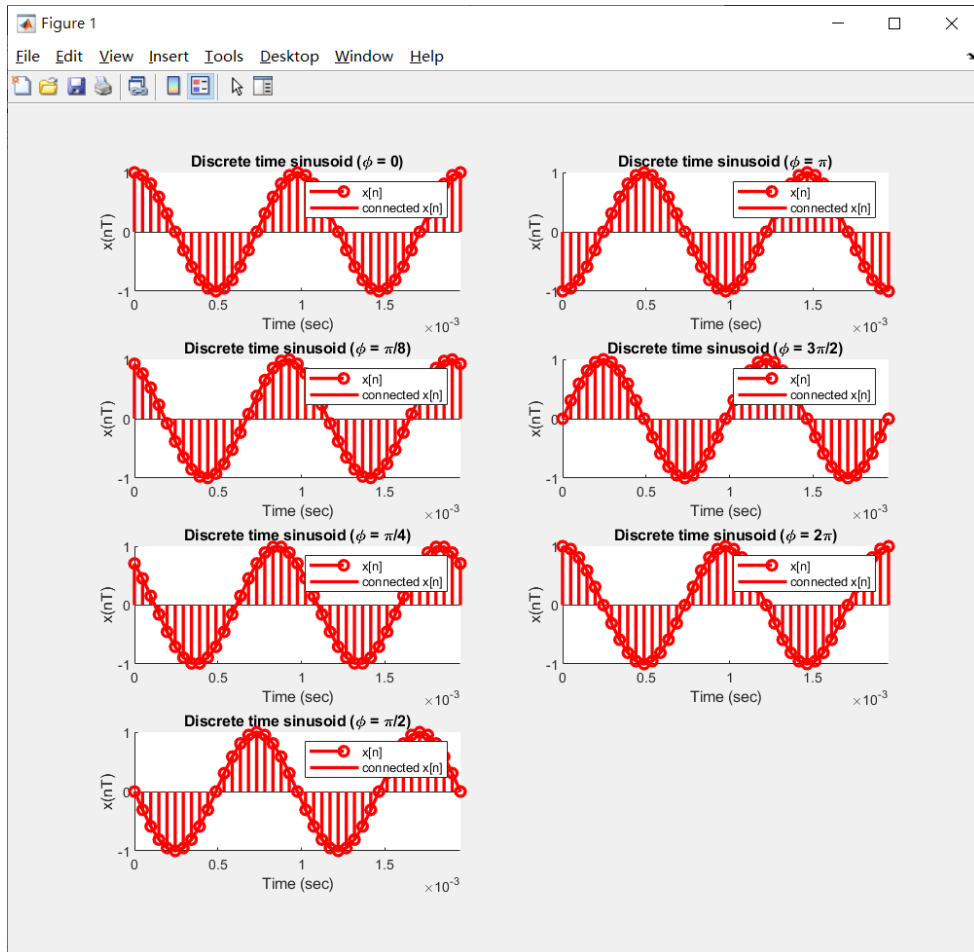 Figure 1
File Edit View Insert Tools Desktop Window Help
Discrete time sinusoid (ϕ = 0)
1
0
-1
x(nT)
x[n]
connected x[n]
0 0.5 1 1.5
Time (sec)
×10⁻³
Discrete time sinusoid (ϕ = π)
1
0
-1
x(nT)
x[n]
connected x[n]
0 0.5 1 1.5
Time (sec)
×10⁻³
Discrete time sinusoid (ϕ = π/8)
1
0
-1
x(nT)
x[n]
connected x[n]
0 0.5 1 1.5
Time (sec)
×10⁻³
Discrete time sinusoid (ϕ = 3π/2)
1
0
-1
x(nT)
x[n]
connected x[n]
0 0.5 1 1.5
Time (sec)
×10⁻³
Discrete time sinusoid (ϕ = π/4)
1
0
-1
x(nT)
x[n]
connected x[n]
0 0.5 1 1.5
Time (sec)
×10⁻³
Discrete time sinusoid (ϕ = 2π)
1
0
-1
x(nT)
x[n]
connected x[n]
0 0.5 1 1.5
Time (sec)
×10⁻³
Discrete time sinusoid (ϕ = π/2)
1
0
-1
x(nT)
x[n]
connected x[n]
0 0.5 1 1.5
Time (sec)
×10⁻³